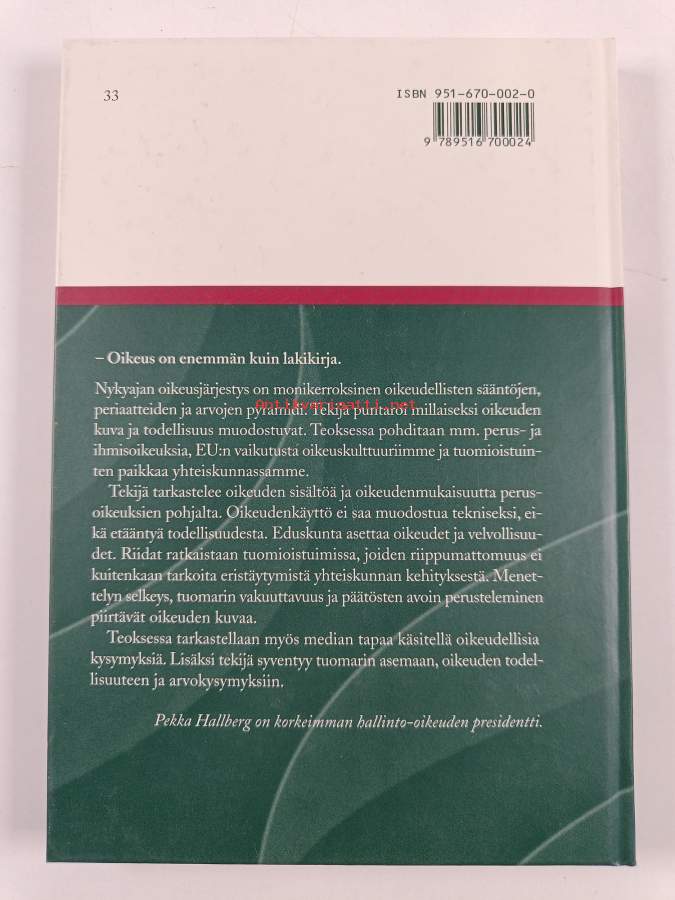 33
ISBN 951-670-002-0
9 789516 700024
– Oikeus on enemmän kuin lakikirja.
Nykyajan oikeusjärjestys on monikerroksinen oikeudellisten sääntöjen,
Antikvariaatti.net
periaatteiden ja arvojen pyramidi. Tekijä puntaroi millaiseksi oikeuden
kuva ja todellisuus muodostuvat. Teoksessa pohditaan mm. perus- ja
ihmisoikeuksia, EU:n vaikutusta oikeuskulttuuriimme ja tuomioistuin-
ten paikkaa yhteiskunnassamme.
Tekijä tarkastelee oikeuden sisältöä ja oikeudenmukaisuutta perus-
oikeuksien pohjalta. Oikeudenkäyttö ei saa muodostua tekniseksi, ei-
kä etääntyä todellisuudesta. Eduskunta asettaa oikeudet ja velvollisuu-
det. Riidat ratkaistaan tuomioistuimissa, joiden riippumattomuus ei
kuitenkaan tarkoita eristäytymistä yhteiskunnan kehityksestä. Menet-
telyn selkeys, tuomarin vakuuttavuus ja päätösten avoin perusteleminen
piirtävät oikeuden kuvaa.
Teoksessa tarkastellaan myös median tapaa käsitellä oikeudellisia
kysymyksiä. Lisäksi tekijä syventyy tuomarin asemaan, oikeuden todel-
lisuuteen ja arvokysymyksiin.
Pekka Hallberg on korkeimman hallinto-oikeuden presidentti.